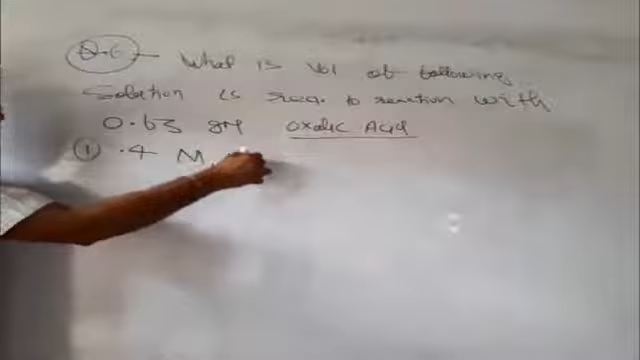 Q.6 - What is Vol of following
Solution is req. to reaction with
0.63 gm Oxalic Acid
① .4 M